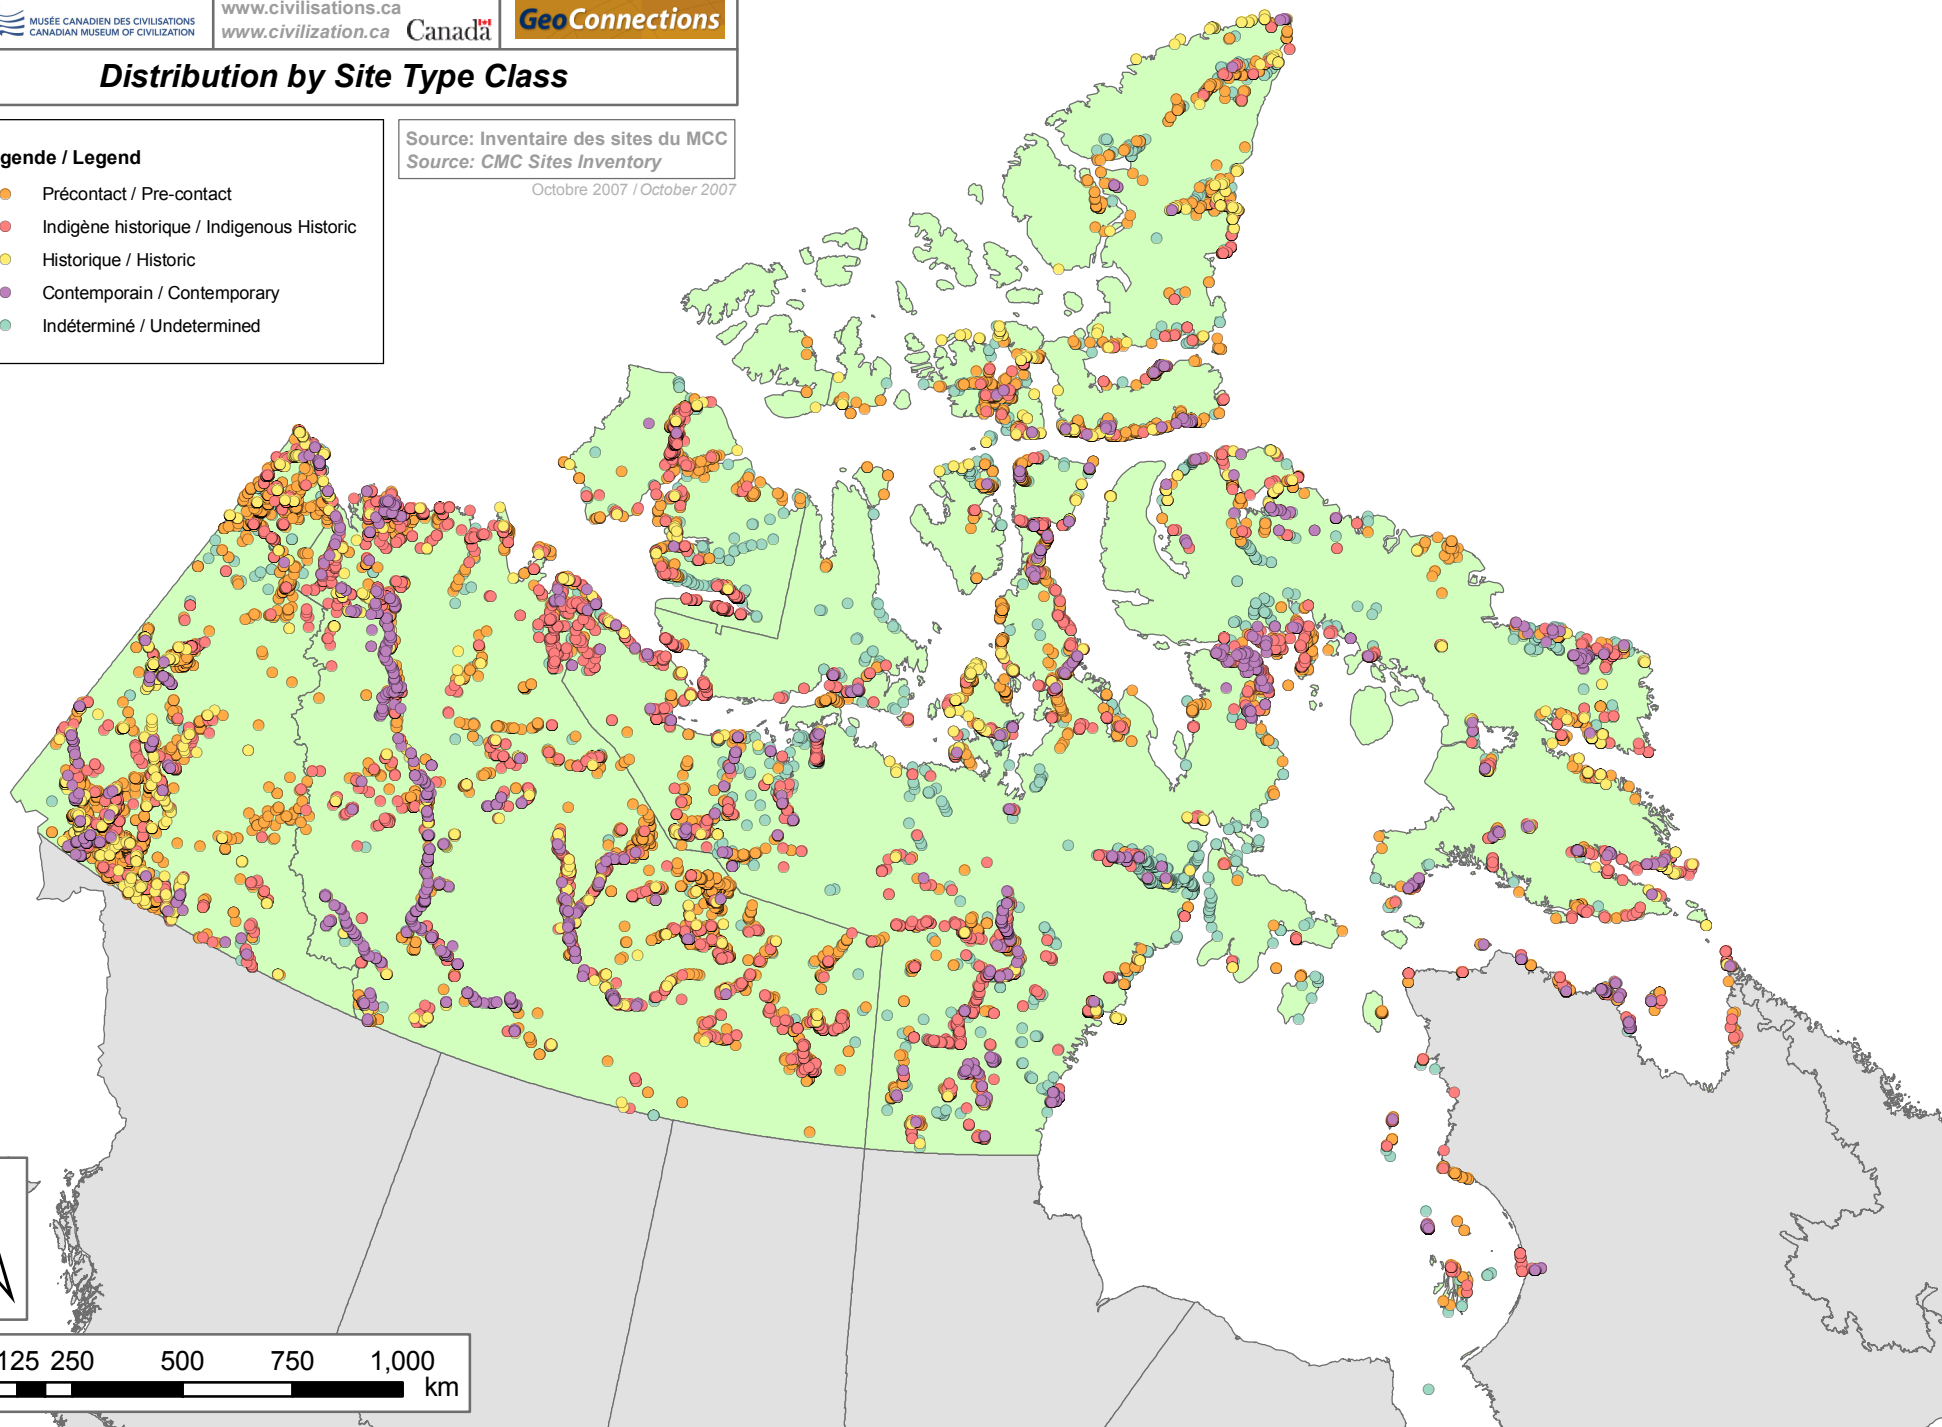 MUSÉE CANADIEN DES CIVILISATIONS
CANADIAN MUSEUM OF CIVILIZATION
www.civilisations.ca
www.civilization.ca
Canada
GeoConnections
Distribution by Site Type Class
gende / Legend
Précontact / Pre-contact
Indigène historique / Indigenous Historic
Historique / Historic
Contemporain / Contemporary
Indéterminé / Undetermined
Source: Inventaire des sites du MCC
Source: CMC Sites Inventory
Octobre 2007 / October 2007
125 250 500 750 1,000
km